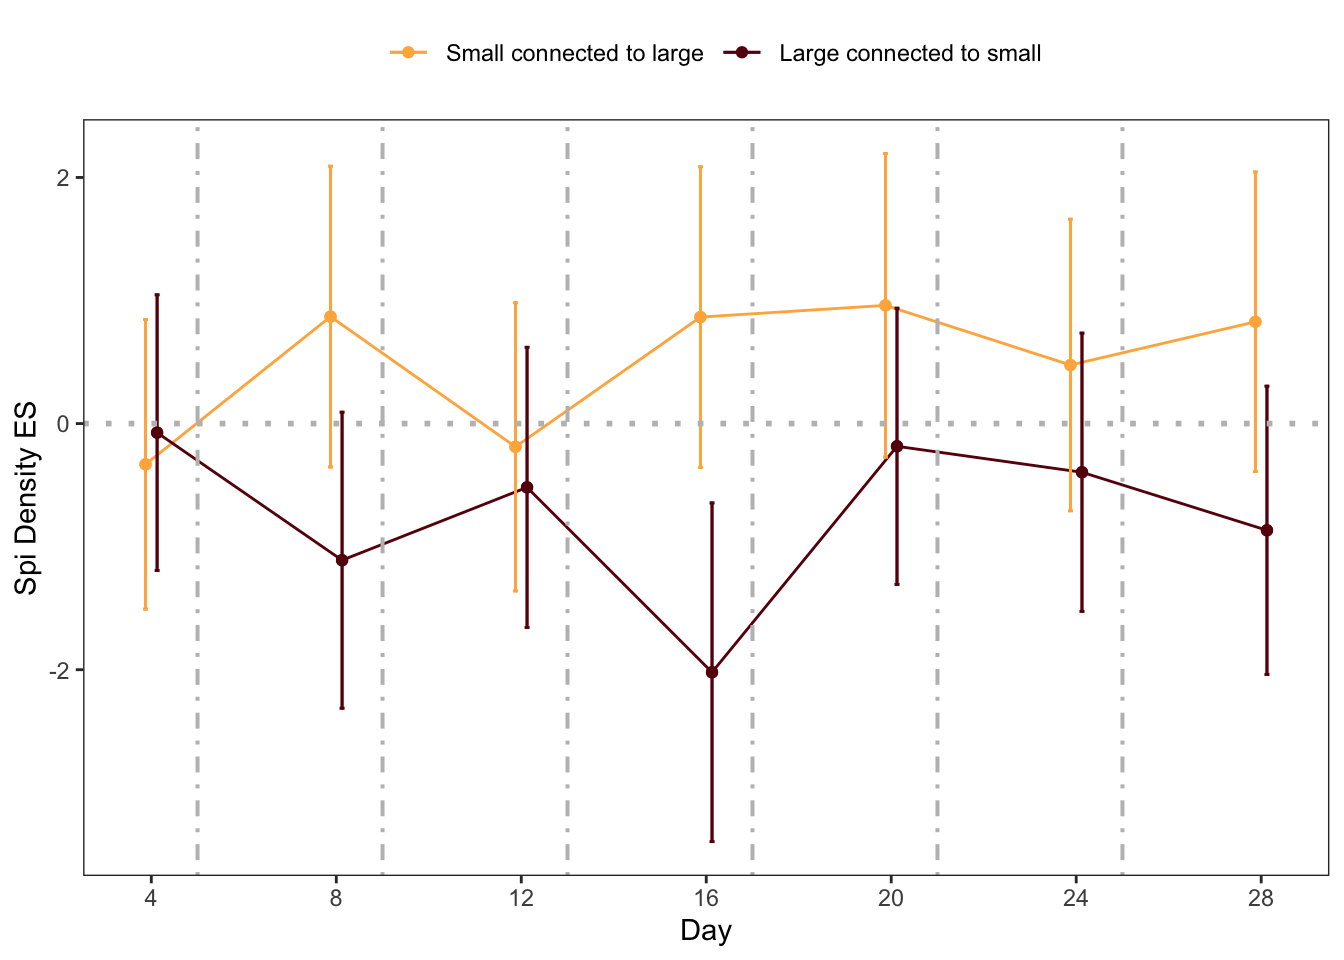 Small connected to large Large connected to small
2
0
-2
Spi Density ES
4 8 12 16 20 24 28
Day